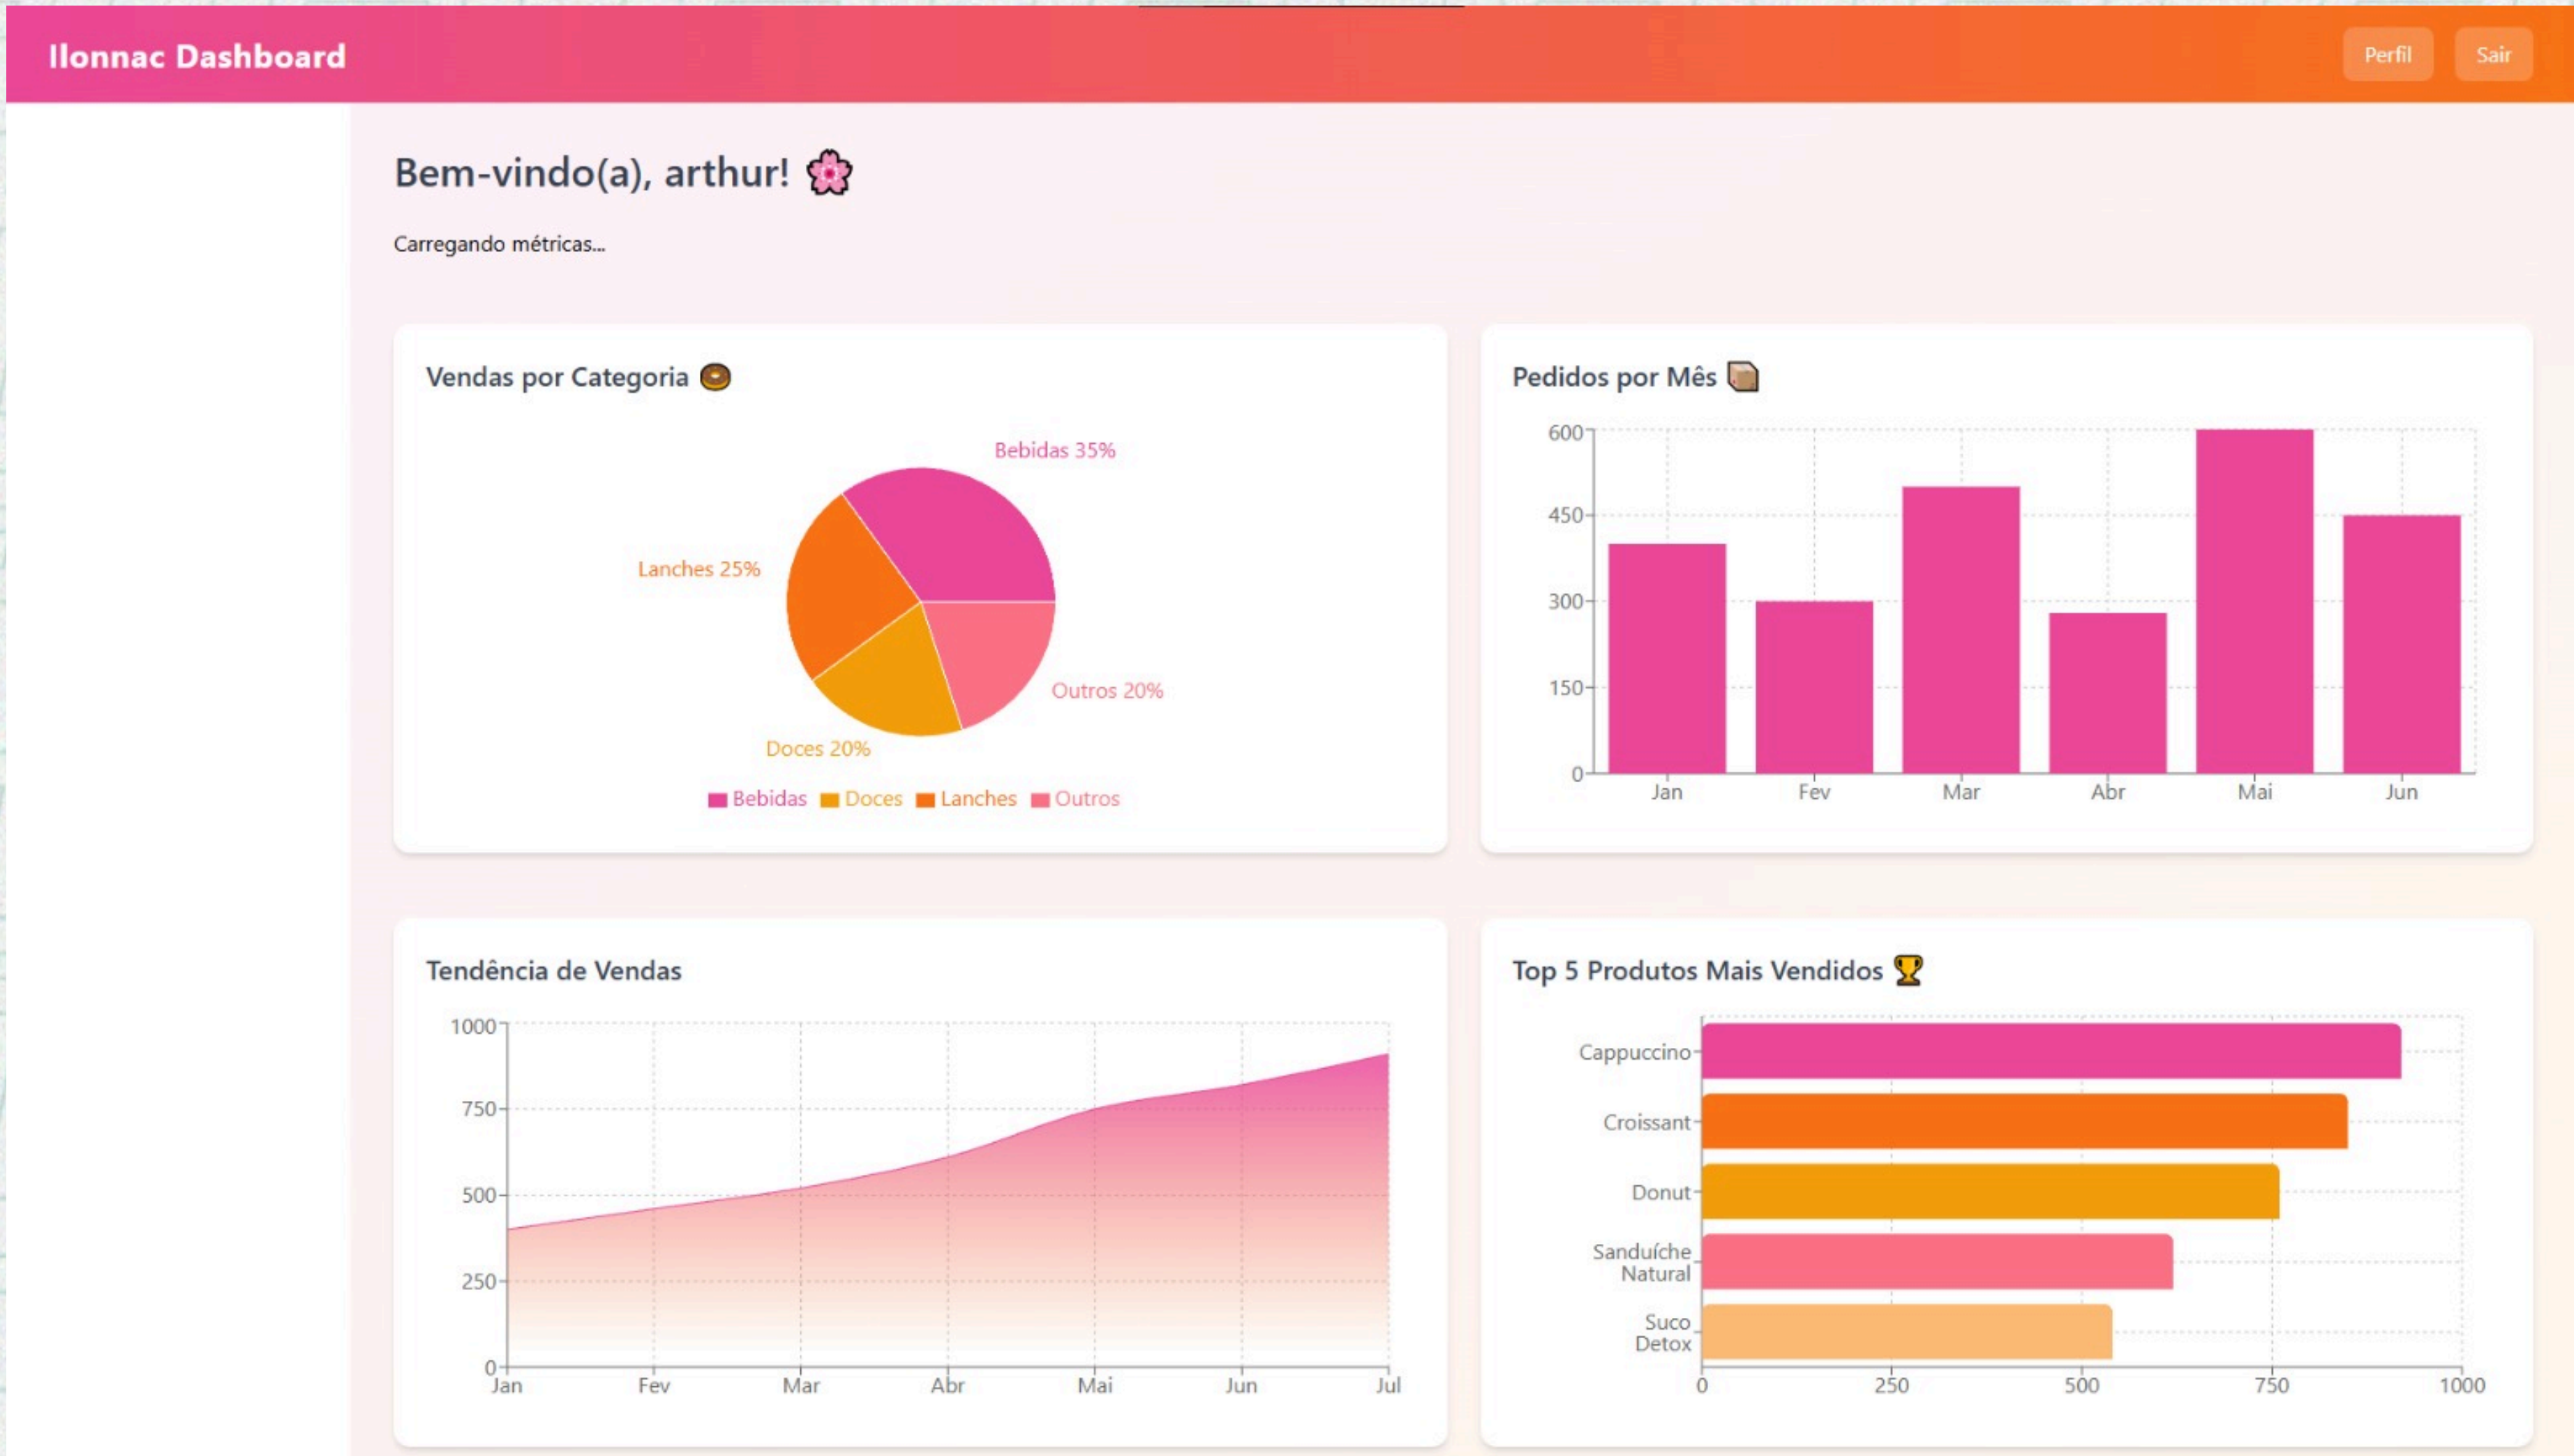 Ilonnac Dashboard
Perfil
Sair
Bem-vindo(a), arthur!
Carregando métricas...
Vendas por Categoria
Bebidas 35%
Lanches 25%
Outros 20%
Doces 20%
Bebidas Doces Lanches Outros
Pedidos por Mês
600
450
300
150
0
Jan Fev Mar Abr Mai Jun
Tendência de Vendas
1000
750
500
250
0
Jan Fev Mar Abr Mai Jun Jul
Top 5 Produtos Mais Vendidos
Cappuccino
Croissant
Donut
Sanduíche
Natural
Suco
Detox
0 250 500 750 1000